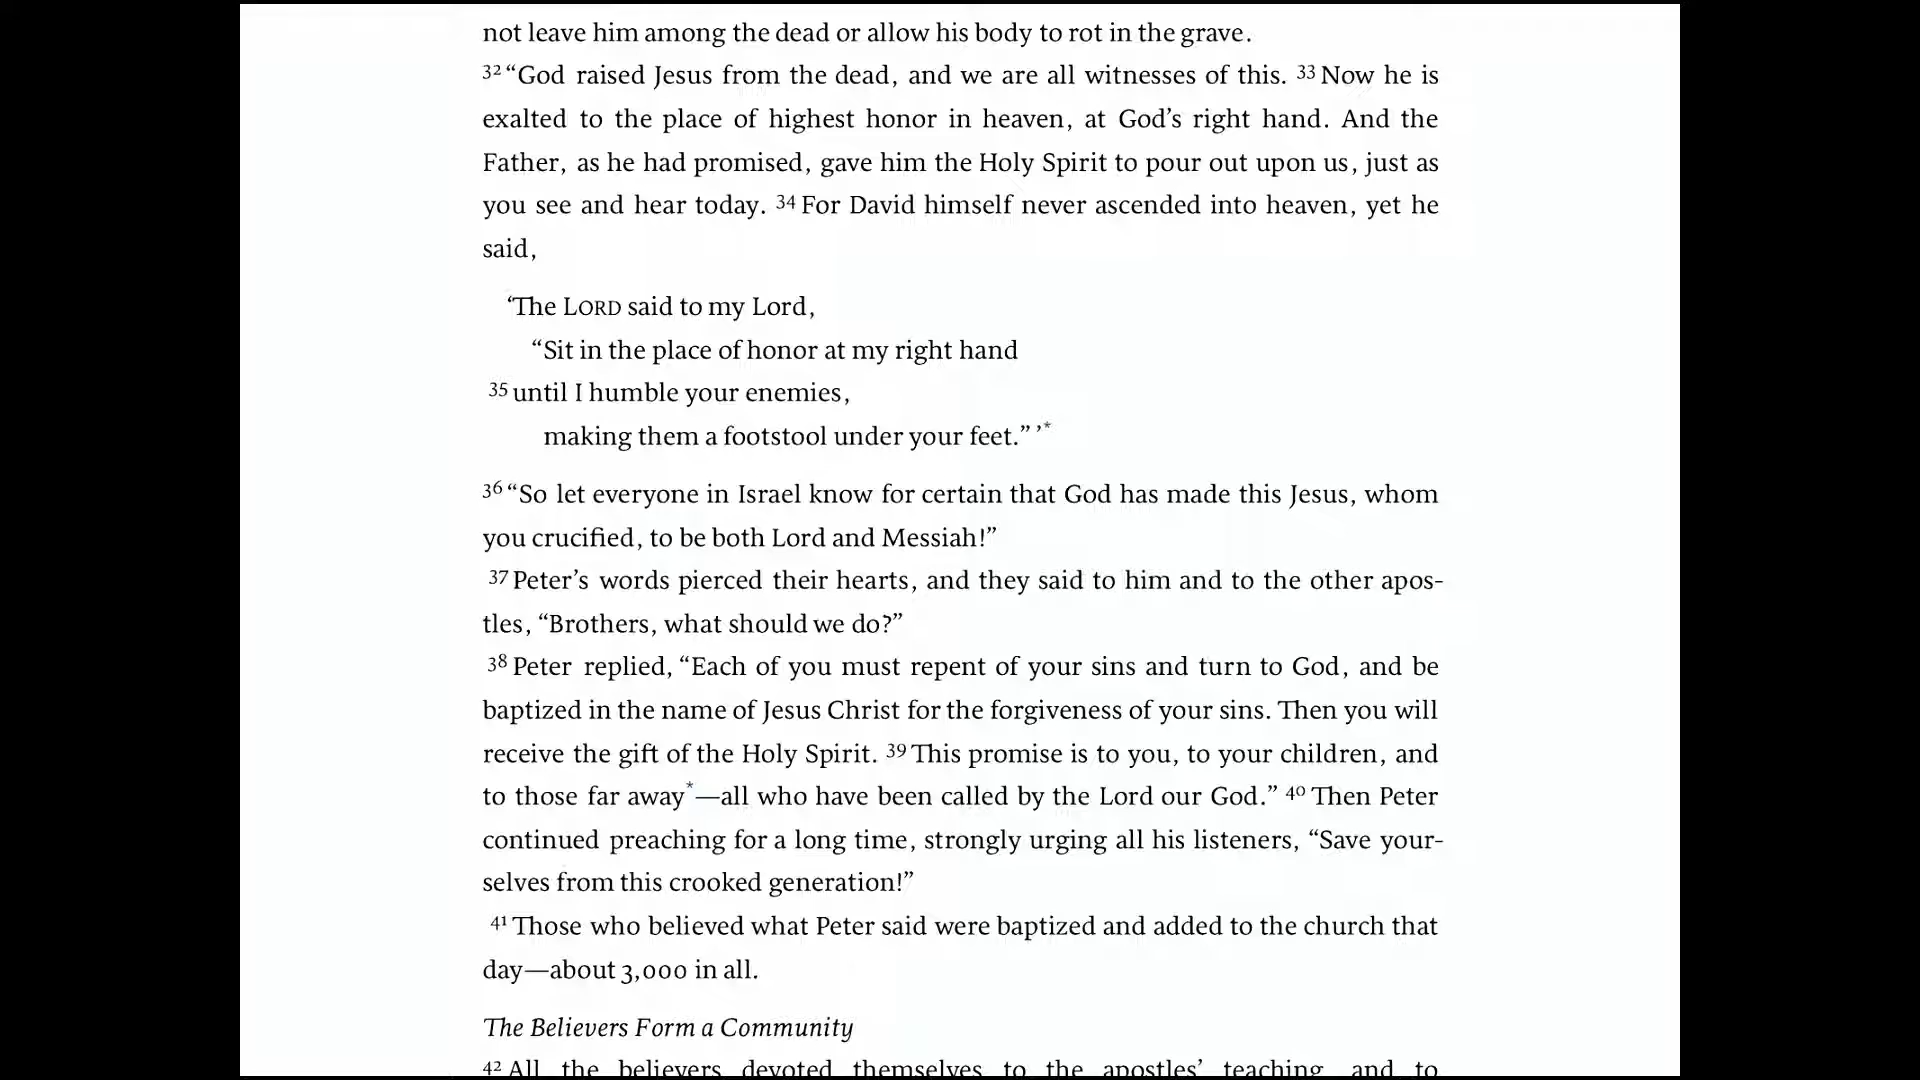 not leave him among the dead or allow his body to rot in the grave.
32 “God raised Jesus from the dead, and we are all witnesses of this. 33 Now he is
exalted to the place of highest honor in heaven, at God’s right hand. And the
Father, as he had promised, gave him the Holy Spirit to pour out upon us, just as
you see and hear today. 34 For David himself never ascended into heaven, yet he
said,
‘The LORD said to my Lord,
“Sit in the place of honor at my right hand
35 until I humble your enemies,
making them a footstool under your feet.” ’*
36 “So let everyone in Israel know for certain that God has made this Jesus, whom
you crucified, to be both Lord and Messiah!”
37 Peter’s words pierced their hearts, and they said to him and to the other apos-
tles, “Brothers, what should we do?”
38 Peter replied, “Each of you must repent of your sins and turn to God, and be
baptized in the name of Jesus Christ for the forgiveness of your sins. Then you will
receive the gift of the Holy Spirit. 39 This promise is to you, to your children, and
to those far away*—all who have been called by the Lord our God.” 40 Then Peter
continued preaching for a long time, strongly urging all his listeners, “Save your-
selves from this crooked generation!”
41 Those who believed what Peter said were baptized and added to the church that
day—about 3,000 in all.
The Believers Form a Community
42 All the believers devoted themselves to the apostles’ teaching, and to